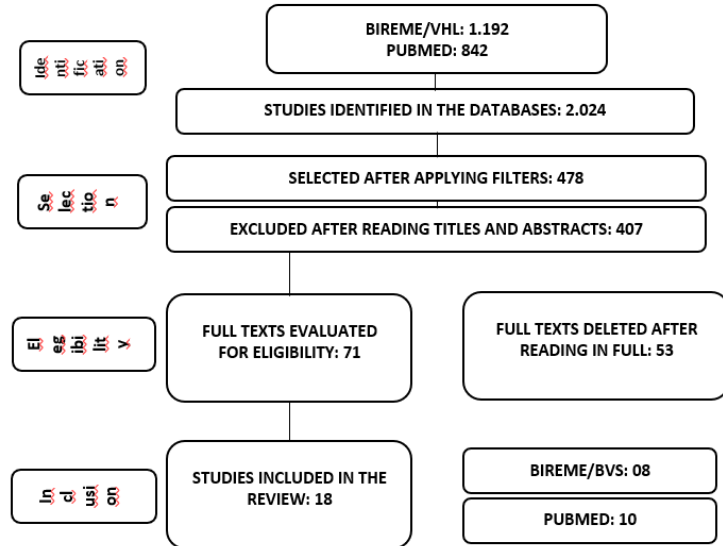 Ide
nti
fic
ati
on
BIREME/VHL: 1.192
PUBMED: 842
STUDIES IDENTIFIED IN THE DATABASES: 2.024
Se
lec
tio
n
SELECTED AFTER APPLYING FILTERS: 478
EXCLUDED AFTER READING TITLES AND ABSTRACTS: 407
El
eg
ibi
lit
y
FULL TEXTS EVALUATED
FOR ELIGIBILITY: 71
FULL TEXTS DELETED AFTER
READING IN FULL: 53
In
cl
usi
on
STUDIES INCLUDED IN THE
REVIEW: 18
BIREME/BVS: 08
PUBMED: 10